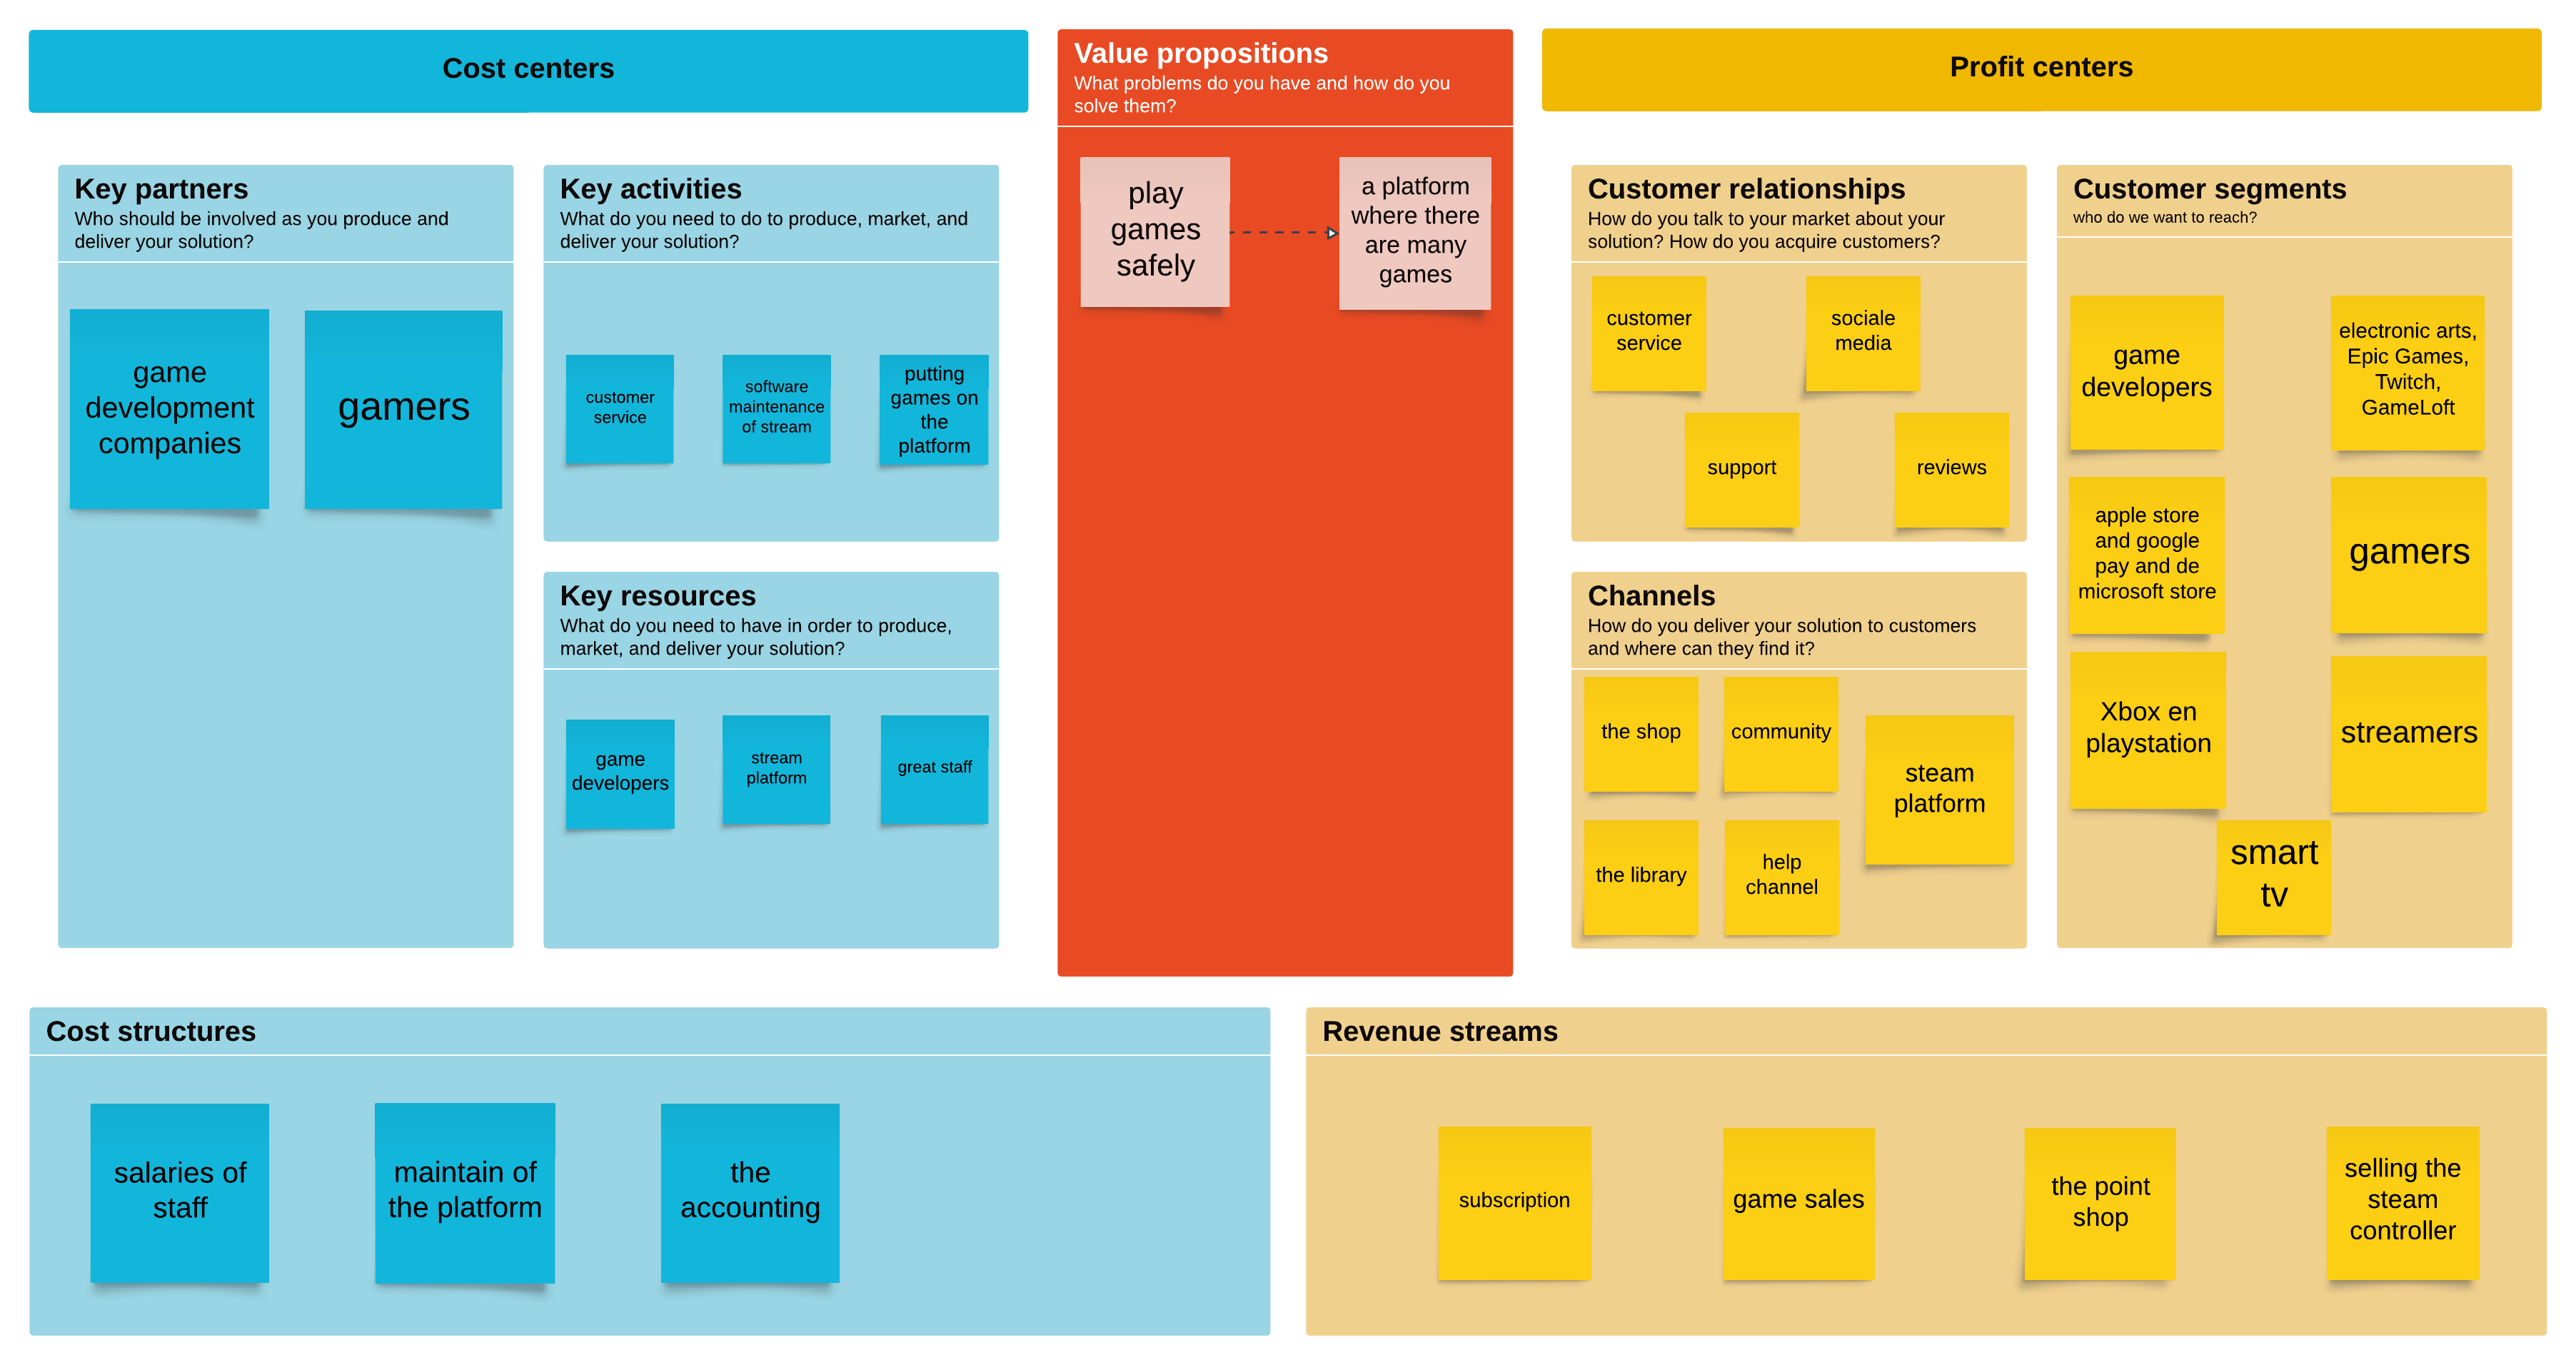 Cost centers
Value propositions
What problems do you have and how do you
solve them?
Profit centers
Key partners
Who should be involved as you produce and
deliver your solution?
game
development
companies
gamers
Key activities
What do you need to do to produce, market, and
deliver your solution?
customer
service
software
maintenance
of stream
putting
games on
the
platform
Key resources
What do you need to have in order to produce,
market, and deliver your solution?
game
developers
stream
platform
great staff
play
games
safely
a platform
where there
are many
games
Customer relationships
How do you talk to your market about your
solution? How do you acquire customers?
customer
service
sociale
media
support
reviews
Channels
How do you deliver your solution to customers
and where can they find it?
the shop
community
steam
platform
the library
help
channel
Customer segments
who do we want to reach?
game
developers
electronic arts,
Epic Games,
Twitch,
GameLoft
apple store
and google
pay and de
microsoft store
gamers
Xbox en
playstation
streamers
smart
tv
Cost structures
salaries of
staff
maintain of
the platform
the
accounting
Revenue streams
subscription
game sales
the point
shop
selling the
steam
controller